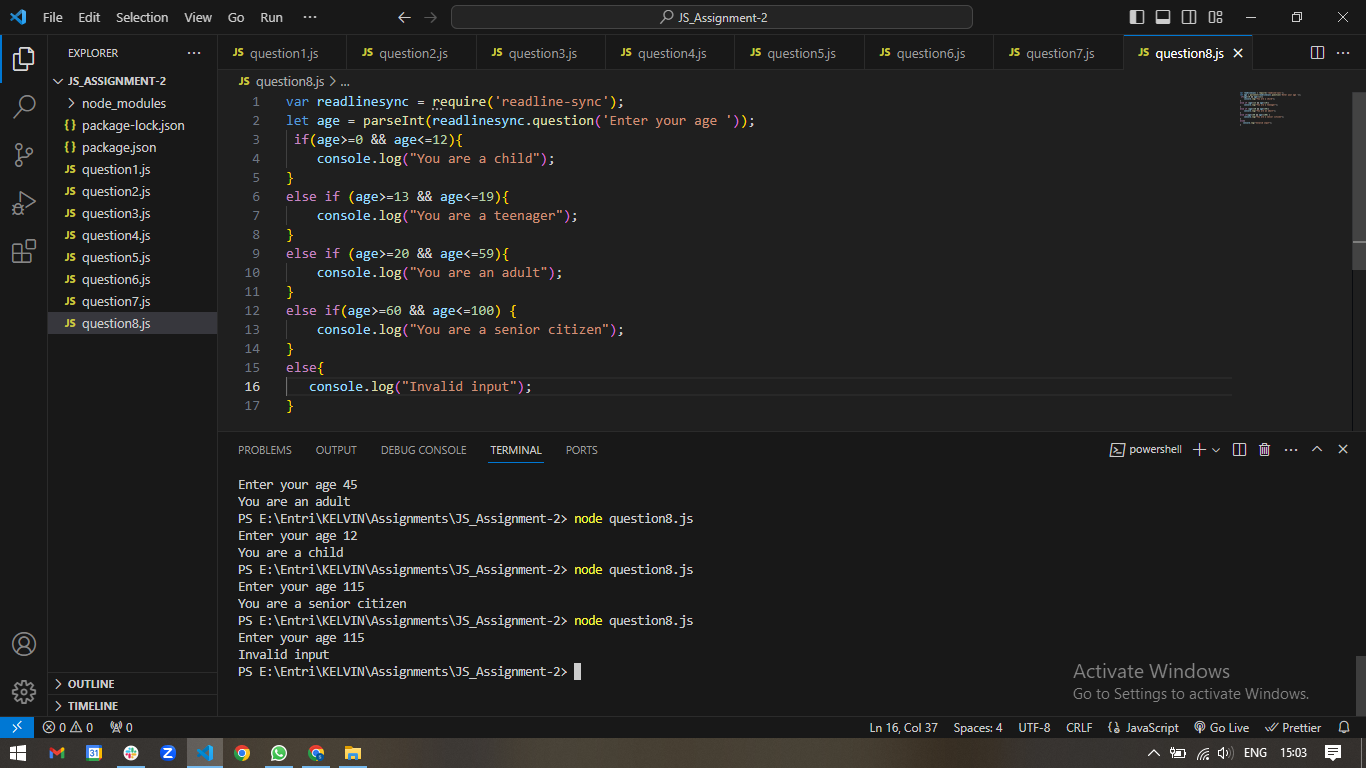 File Edit Selection View Go Run ··· JS_Assignment-2
EXPLORER ···
JS_ASSIGNMENT-2
node_modules
{} package-lock.json
{} package.json
JS question1.js
JS question2.js
JS question3.js
JS question4.js
JS question5.js
JS question6.js
JS question7.js
JS question8.js
OUTLINE
TIMELINE
JS question1.js JS question2.js JS question3.js JS question4.js JS question5.js JS question6.js JS question7.js JS question8.js
JS question8.js > ...
1 var readlinesync = require('readline-sync');
2 let age = parseInt(readlinesync.question('Enter your age '));
3 if(age>=0 && age<=12){
4 console.log("You are a child");
5 }
6 else if (age>=13 && age<=19){
7 console.log("You are a teenager");
8 }
9 else if (age>=20 && age<=59){
10 console.log("You are an adult");
11 }
12 else if(age>=60 && age<=100) {
13 console.log("You are a senior citizen");
14 }
15 else{
16 console.log("Invalid input");
17 }
PROBLEMS OUTPUT DEBUG CONSOLE TERMINAL PORTS powershell
Enter your age 45
You are an adult
PS E:\Entri\KELVIN\Assignments\JS_Assignment-2> node question8.js
Enter your age 12
You are a child
PS E:\Entri\KELVIN\Assignments\JS_Assignment-2> node question8.js
Enter your age 115
You are a senior citizen
PS E:\Entri\KELVIN\Assignments\JS_Assignment-2> node question8.js
Enter your age 115
Invalid input
PS E:\Entri\KELVIN\Assignments\JS_Assignment-2>
Activate Windows
Go to Settings to activate Windows.
0 0 0 Ln 16, Col 37 Spaces: 4 UTF-8 CRLF {} JavaScript Go Live Prettier
31 Z ENG 15:03